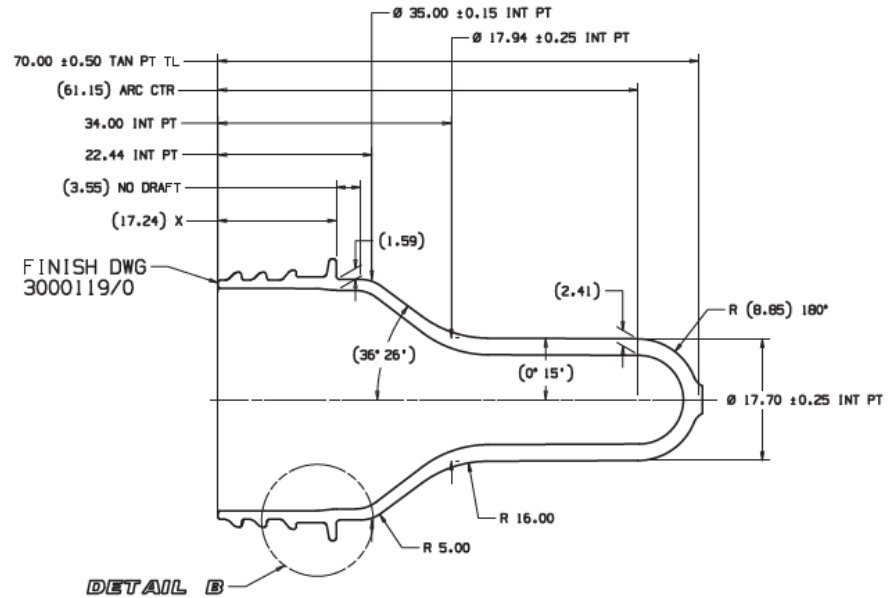 Ø 35.00 ±0.15 INT PT
Ø 17.94 ±0.25 INT PT
70.00 ±0.50 TAN PT TL
(61.15) ARC CTR
34.00 INT PT
22.44 INT PT
(3.55) NO DRAFT
(17.24) X
(1.59)
FINISH DWG
3000119/0
(2.41)
R (8.85) 180°
(36° 26')
(0° 15')
Ø 17.70 ±0.25 INT PT
R 16.00
R 5.00
DETAIL B